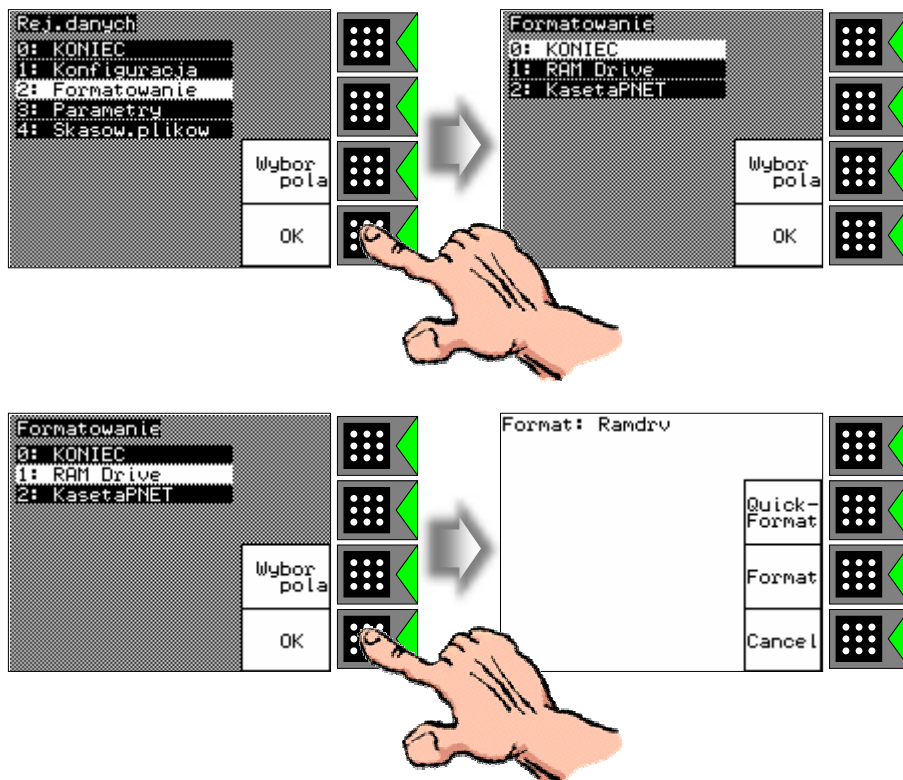 Rej.danych
0: KONIEC
1: Konfiguracja
2: Formatowanie
3: Parametry
4: Skasow.plikow
Wybor
pola
OK
Formatowanie
0: KONIEC
1: RAM Drive
2: KasetaPNET
Wybor
pola
OK
Formatowanie
0: KONIEC
1: RAM Drive
2: KasetaPNET
Wybor
pola
OK
Format: Ramdrv
Quick-
Format
Format
Cancel